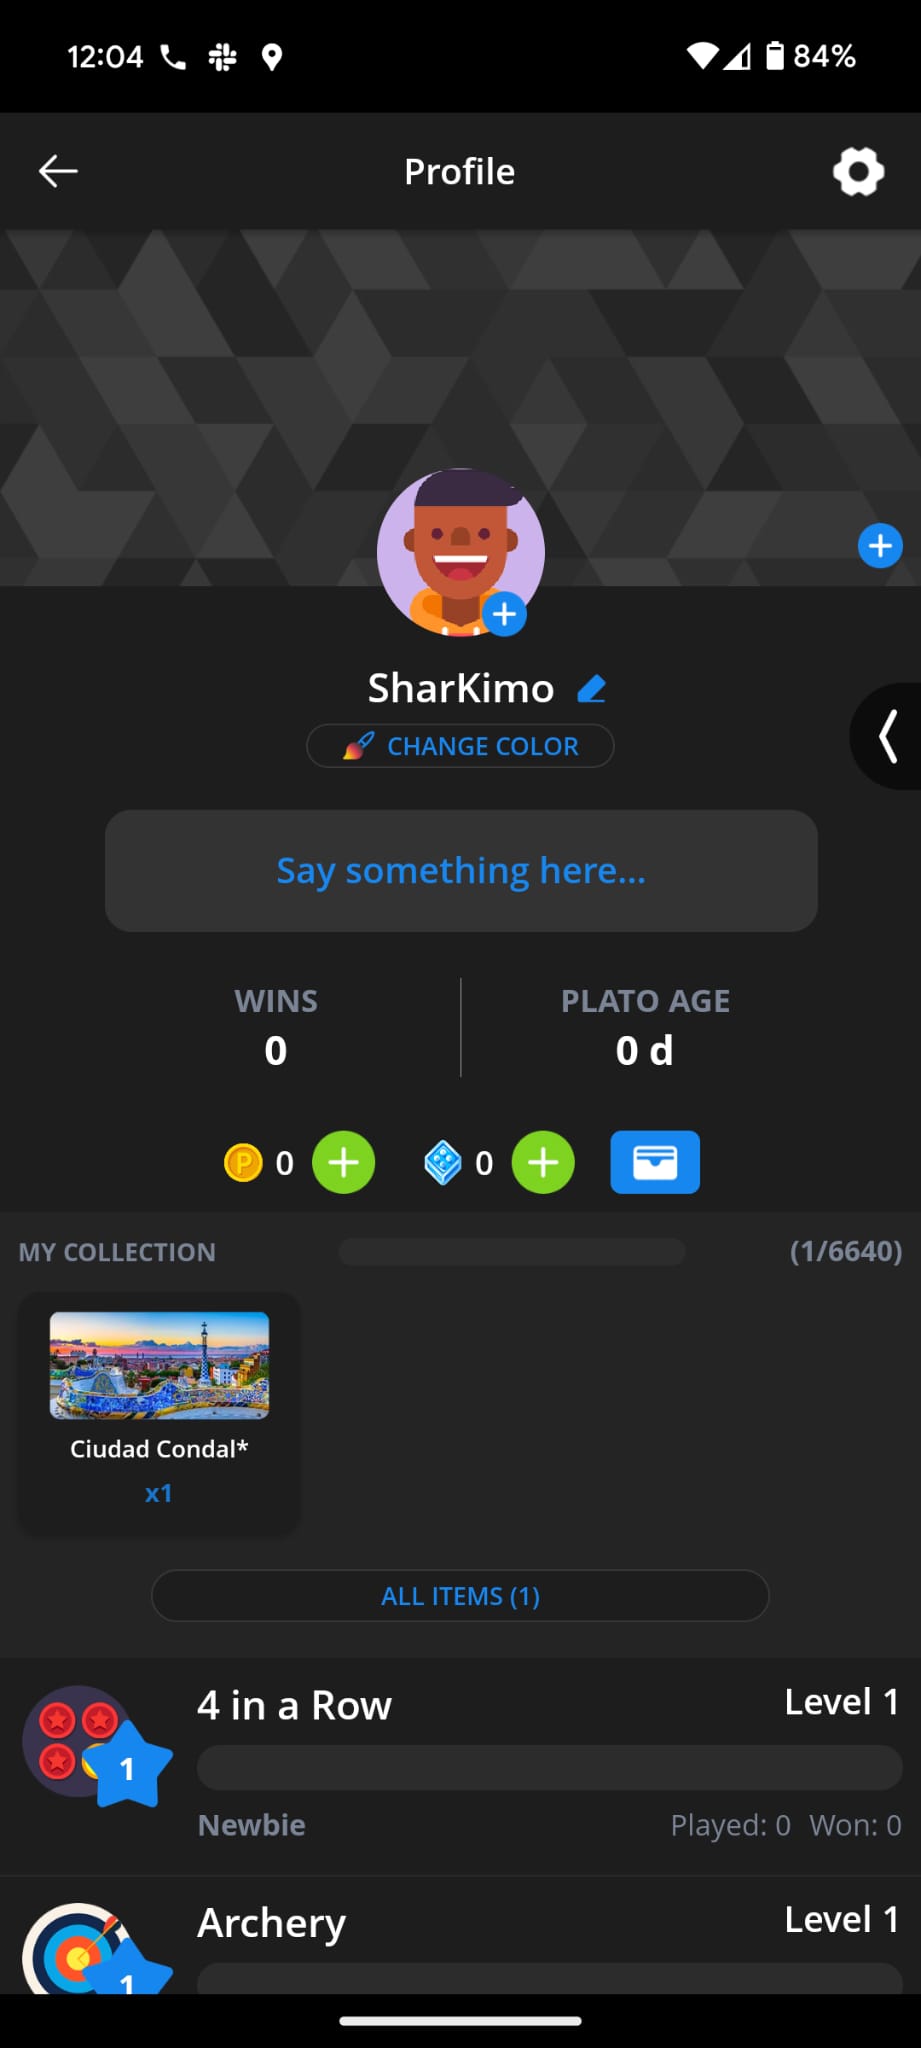 12:04 84%
Profile
SharKimo
CHANGE COLOR
Say something here...
WINS PLATO AGE
0 0 d
P 0 0
MY COLLECTION (1/6640)
Ciudad Condal*
x1
ALL ITEMS (1)
4 in a Row Level 1
1
Newbie Played: 0 Won: 0
Archery Level 1
1